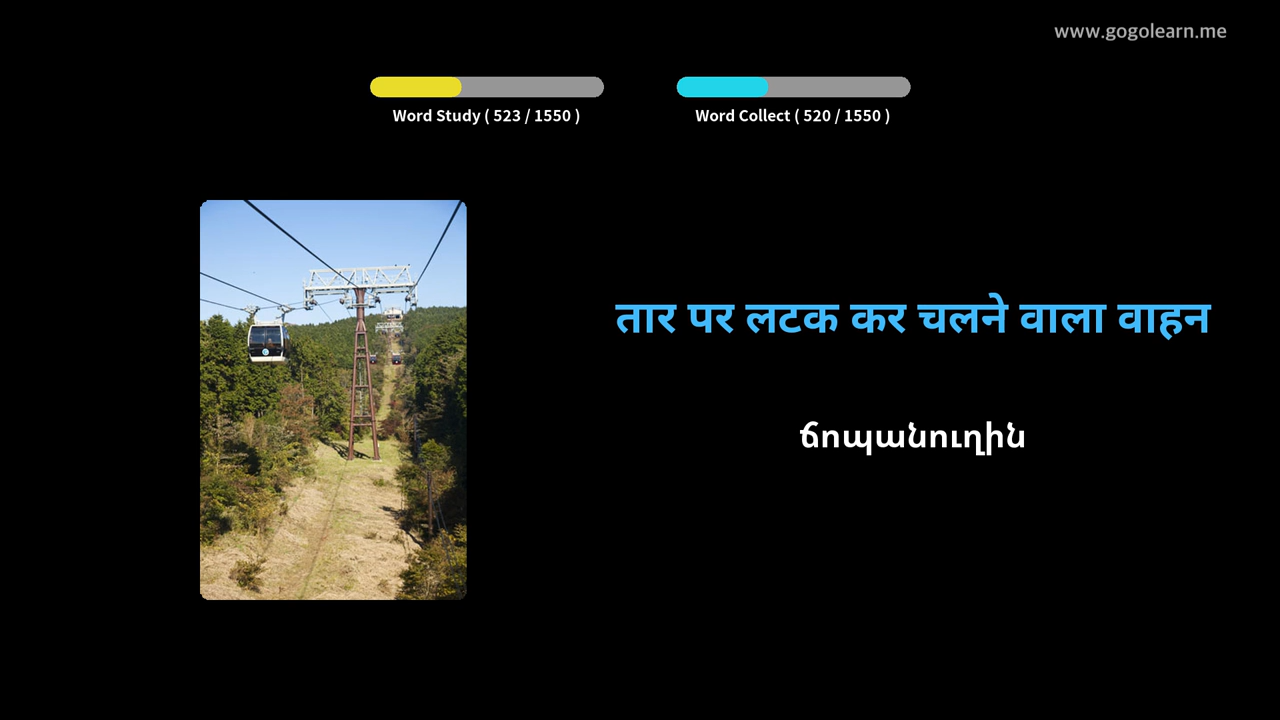 www.gogolearn.me
Word Study ( 523 / 1550 )
Word Collect ( 520 / 1550 )
तार पर लटक कर चलने वाला वाहन
ճոպանուղին